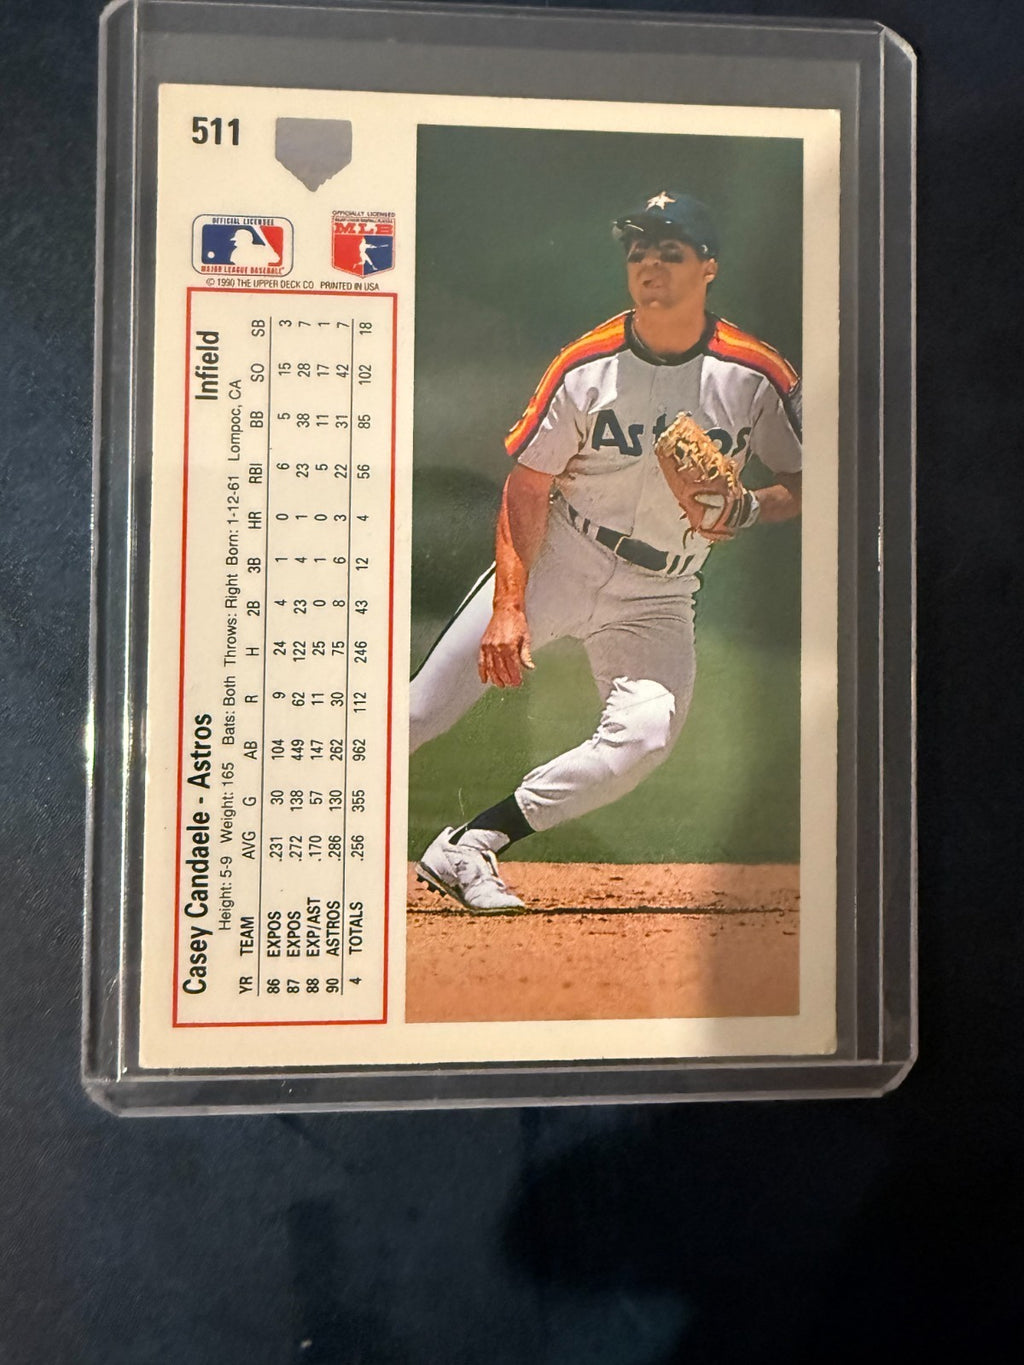 511
OFFICIAL LICENSEE
MAJOR LEAGUE BASEBALL
OFFICIALLY LICENSED
MLB
© 1990 THE UPPER DECK CO. PRINTED IN USA
Casey Candaele - Astros Infield
Height: 5-9 Weight: 165 Bats: Both Throws: Right Born: 1-12-61 Lompoc, CA
YR TEAM AVG G AB R H 2B 3B HR RBI BB SO SB
86 EXPOS .231 30 104 9 24 4 1 0 6 5 15 3
87 EXPOS .272 138 449 62 122 23 4 1 23 38 28 7
88 EXP/AST .170 57 147 11 25 0 1 0 5 11 17 1
90 ASTROS .286 130 262 30 75 8 6 3 22 31 42 7
4 TOTALS .256 355 962 112 246 43 12 4 56 85 102 18
Astros